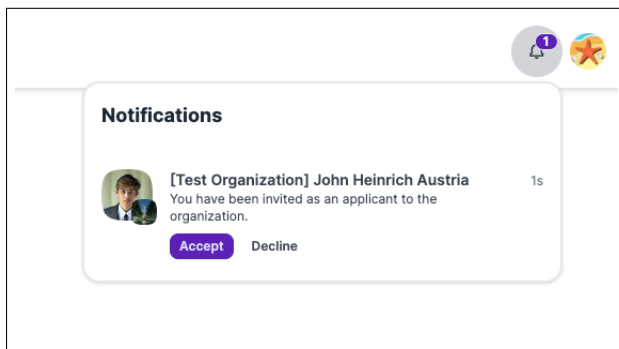 1
Notifications
[Test Organization] John Heinrich Austria
1s
You have been invited as an applicant to the
organization.
Accept
Decline